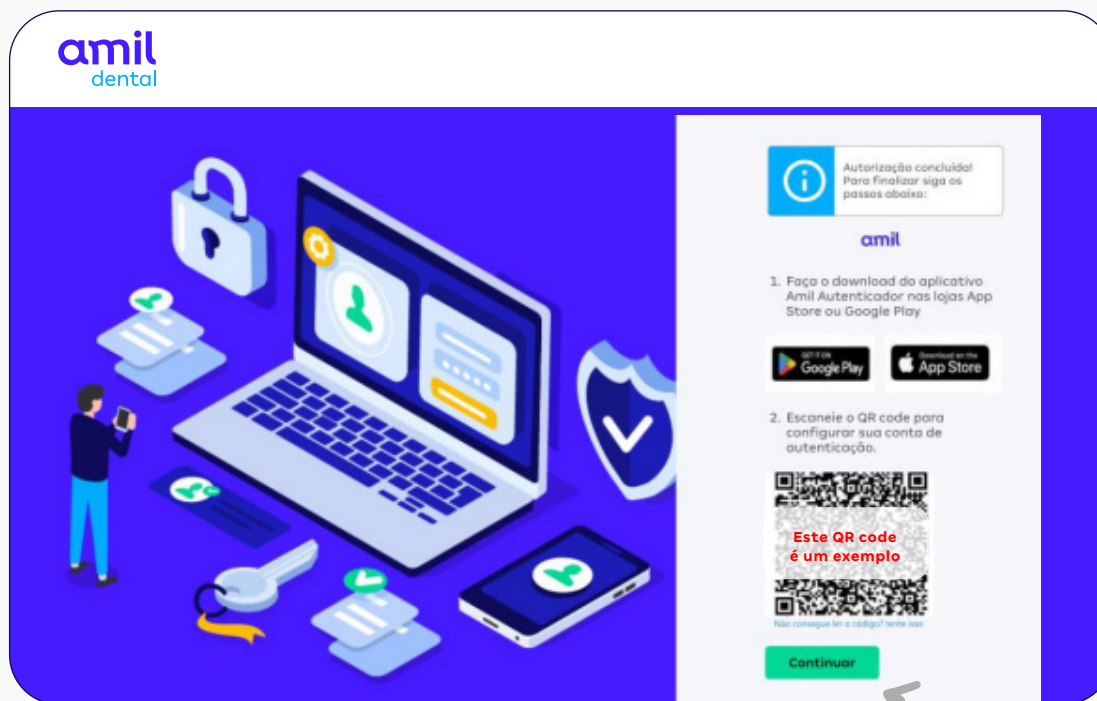 amil
dental
Autorização concluída!
Para finalizar siga os
passos abaixo:
amil
1. Faça o download do aplicativo
Amil Autenticador nas lojas App
Store ou Google Play
GET IT ON
Google Play
Download on the
App Store
2. Escaneie o QR code para
configurar sua conta de
autenticação.
Este QR code
é um exemplo
Não consegue ler o código? tente isso
Continuar